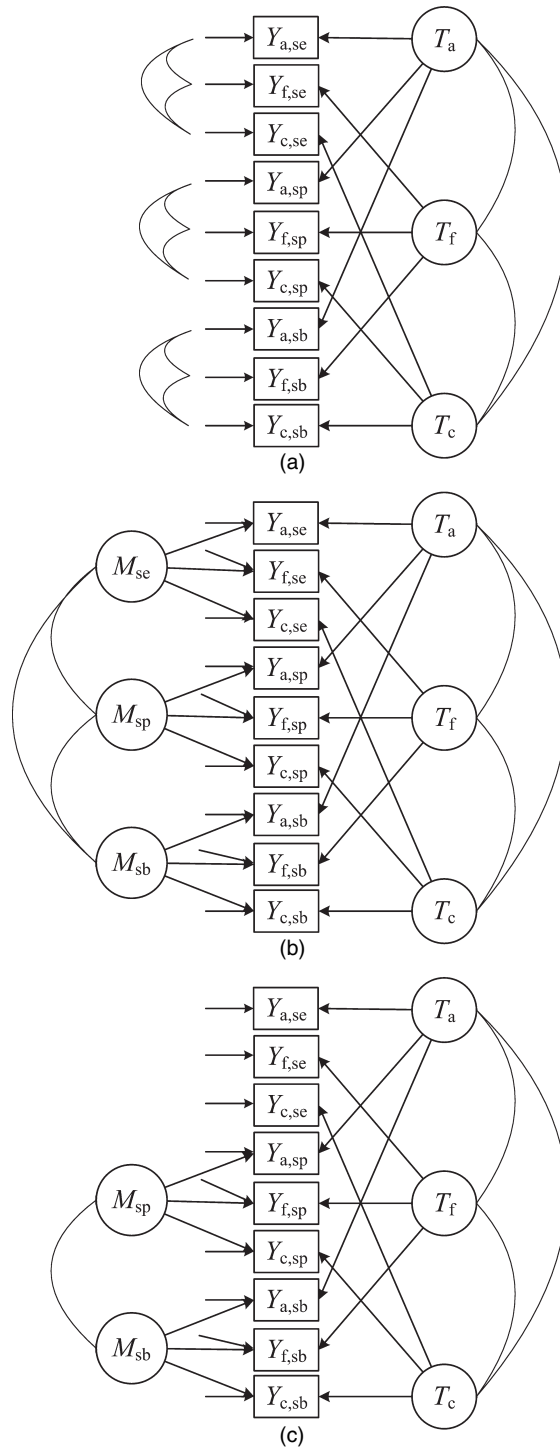 Y_a,se T_a
Y_f,se
Y_c,se
Y_a,sp
Y_f,sp T_f
Y_c,sp
Y_a,sb
Y_f,sb
Y_c,sb T_c
(a)
Y_a,se T_a
M_se Y_f,se
Y_c,se
Y_a,sp
M_sp Y_f,sp T_f
Y_c,sp
Y_a,sb
M_sb Y_f,sb
Y_c,sb T_c
(b)
Y_a,se T_a
Y_f,se
Y_c,se
Y_a,sp
M_sp Y_f,sp T_f
Y_c,sp
Y_a,sb
M_sb Y_f,sb
Y_c,sb T_c
(c)